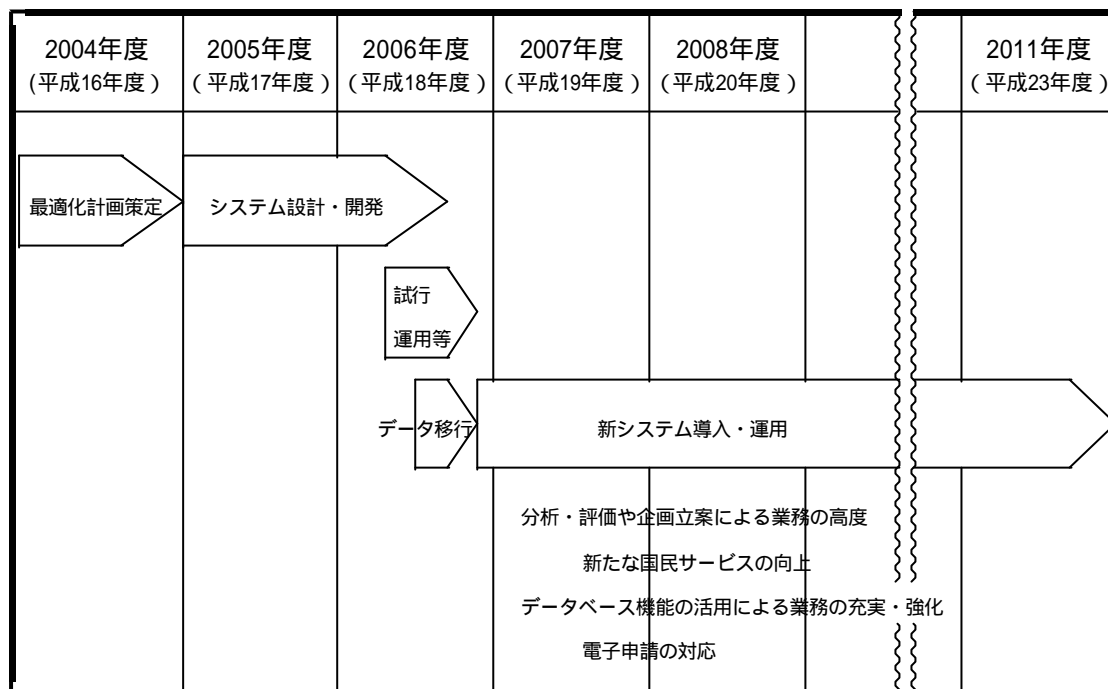 2004年度 2005年度 2006年度 2007年度 2008年度 2011年度
(平成16年度) (平成17年度) (平成18年度) (平成19年度) (平成20年度) (平成23年度)
最適化計画策定 システム設計・開発
試行
運用等
データ移行 新システム導入・運用
分析・評価や企画立案による業務の高度
新たな国民サービスの向上
データベース機能の活用による業務の充実・強化
電子申請の対応